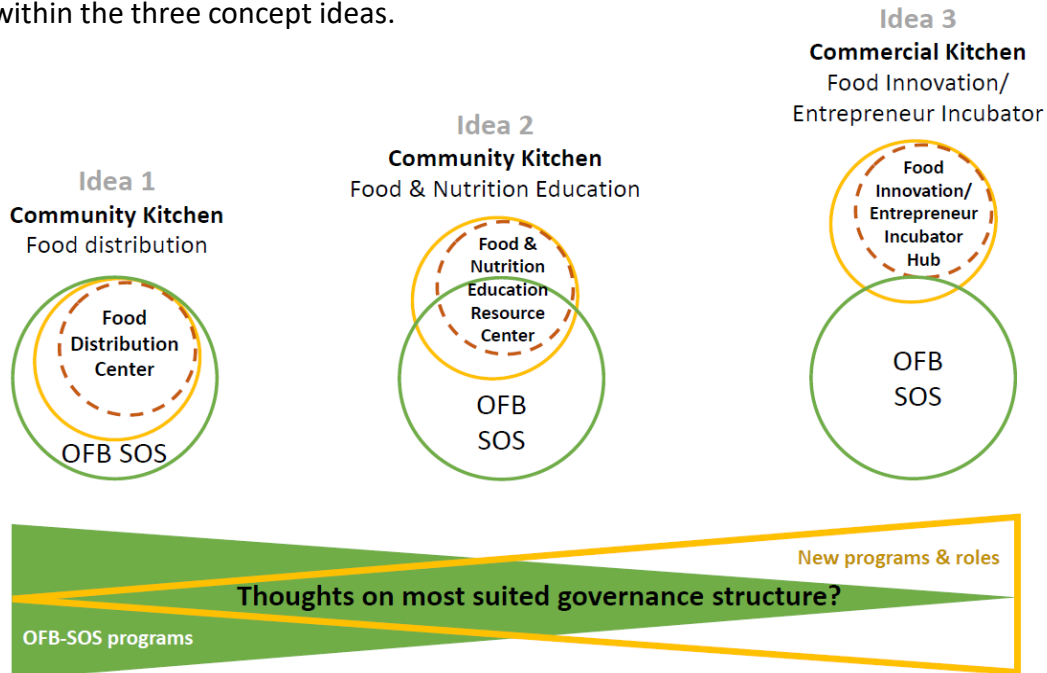 within the three concept ideas.
Idea 1
Community Kitchen
Food distribution
Food
Distribution
Center
OFB SOS
Idea 2
Community Kitchen
Food & Nutrition Education
Food &
Nutrition
Education
Resource
Center
OFB
SOS
Idea 3
Commercial Kitchen
Food Innovation/
Entrepreneur Incubator
Food
Innovation/
Entrepreneur
Incubator
Hub
OFB
SOS
New programs & roles
Thoughts on most suited governance structure?
OFB-SOS programs